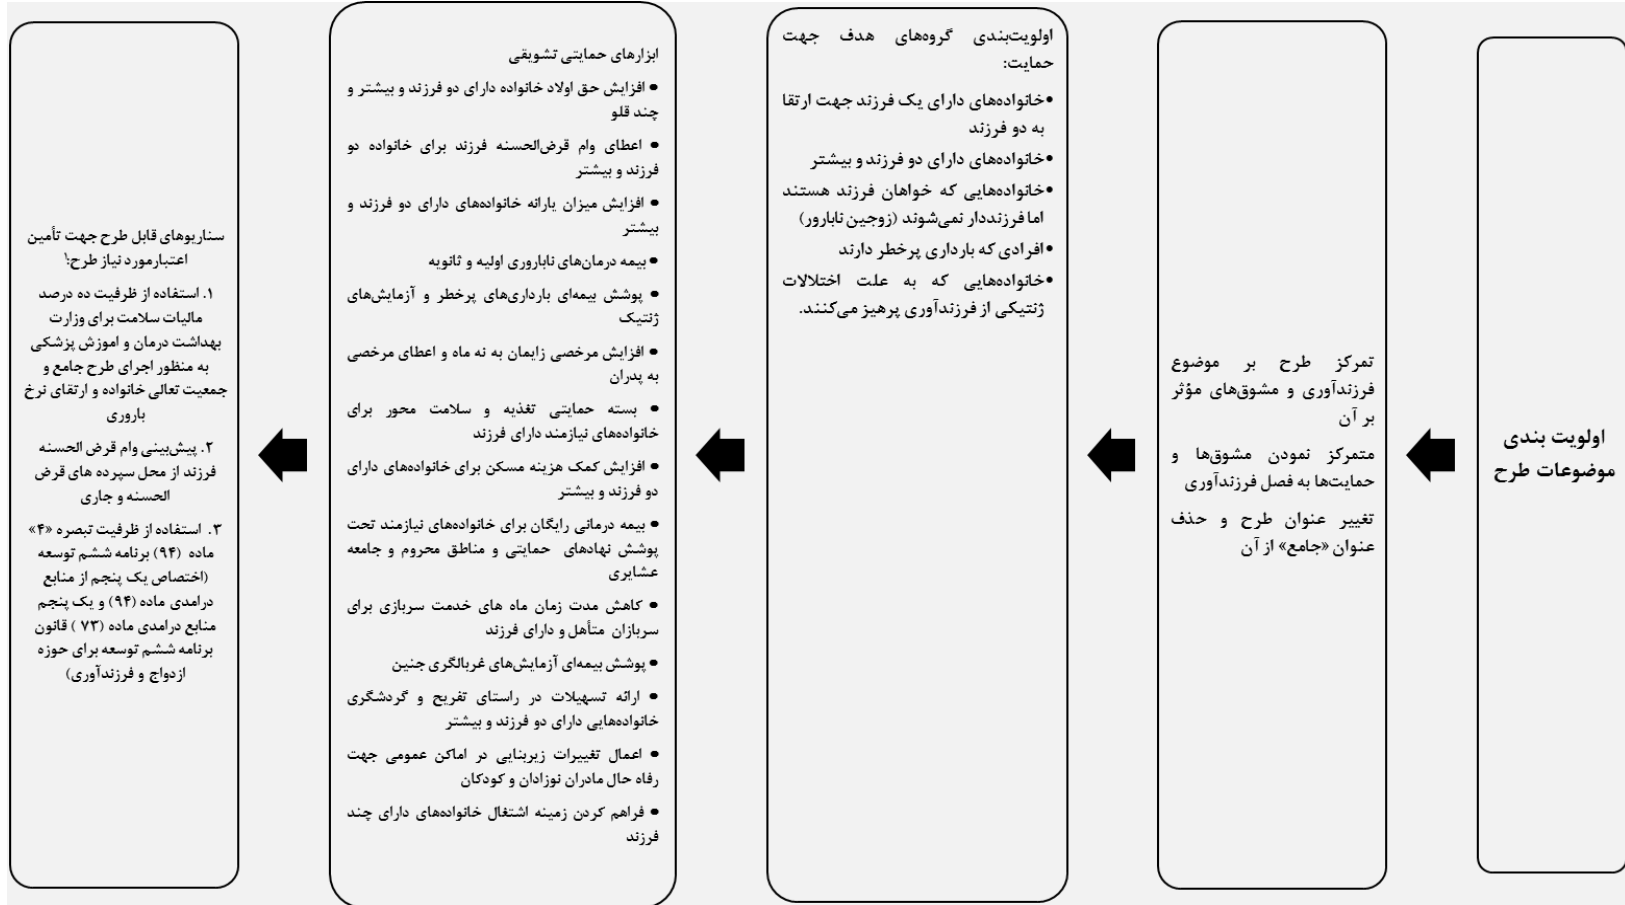 اولویت بندی
موضوعات طرح
تمرکز طرح بر موضوع
فرزندآوری و مشوق‌های مؤثر
بر آن
متمرکز نمودن مشوق‌ها و
حمایت‌ها به فصل فرزندآوری
تغییر عنوان طرح و حذف
عنوان «جامع» از آن
اولویت‌بندی گروه‌های هدف جهت
حمایت:
•خانواده‌های دارای یک فرزند جهت ارتقا
به دو فرزند
•خانواده‌های دارای دو فرزند و بیشتر
•خانواده‌هایی که خواهان فرزند هستند
اما فرزنددار نمی‌شوند (زوجین نابارور)
•افرادی که بارداری پرخطر دارند
•خانواده‌هایی که به علت اختلالات
ژنتیکی از فرزندآوری پرهیز می‌کنند.
ابزارهای حمایتی تشویقی
• افزایش حق اولاد خانواده دارای دو فرزند و بیشتر و
چند قلو
• اعطای وام قرض‌الحسنه فرزند برای خانواده دو
فرزند و بیشتر
• افزایش میزان یارانه خانواده‌های دارای دو فرزند و
بیشتر
• بیمه درمان‌های ناباروری اولیه و ثانویه
• پوشش بیمه‌ای بارداری‌های پرخطر و آزمایش‌های
ژنتیک
• افزایش مرخصی زایمان به نه ماه و اعطای مرخصی
به پدران
• بسته حمایتی تغذیه و سلامت محور برای
خانواده‌های نیازمند دارای فرزند
• افزایش کمک هزینه مسکن برای خانواده‌های دارای
دو فرزند و بیشتر
• بیمه درمانی رایگان برای خانواده‌های نیازمند تحت
پوشش نهادهای حمایتی و مناطق محروم و جامعه
عشایری
• کاهش مدت زمان ماه های خدمت سربازی برای
سربازان متأهل و دارای فرزند
• پوشش بیمه‌ای آزمایش‌های غربالگری جنین
• ارائه تسهیلات در راستای تفریح و گردشگری
خانواده‌هایی دارای دو فرزند و بیشتر
• اعمال تغییرات زیربنایی در اماکن عمومی جهت
رفاه حال مادران نوزادان و کودکان
• فراهم کردن زمینه اشتغال خانواده‌های دارای چند
فرزند
سناریوهای قابل طرح جهت تأمین
اعتبارمورد نیاز طرح:¹
۱. استفاده از ظرفیت ده درصد
مالیات سلامت برای وزارت
بهداشت درمان و اموزش پزشکی
به منظور اجرای طرح جامع و
جمعیت تعالی خانواده و ارتقای نرخ
باروری
۲. پیش‌بینی وام قرض الحسنه
فرزند از محل سپرده های قرض
الحسنه و جاری
۳. استفاده از ظرفیت تبصره «۴»
ماده (۹۴) برنامه ششم توسعه
(اختصاص یک پنجم از منابع
درامدی ماده (۹۴) و یک پنجم
منابع درامدی ماده (۷۳ ) قانون
برنامه ششم توسعه برای حوزه
ازدواج و فرزندآوری)